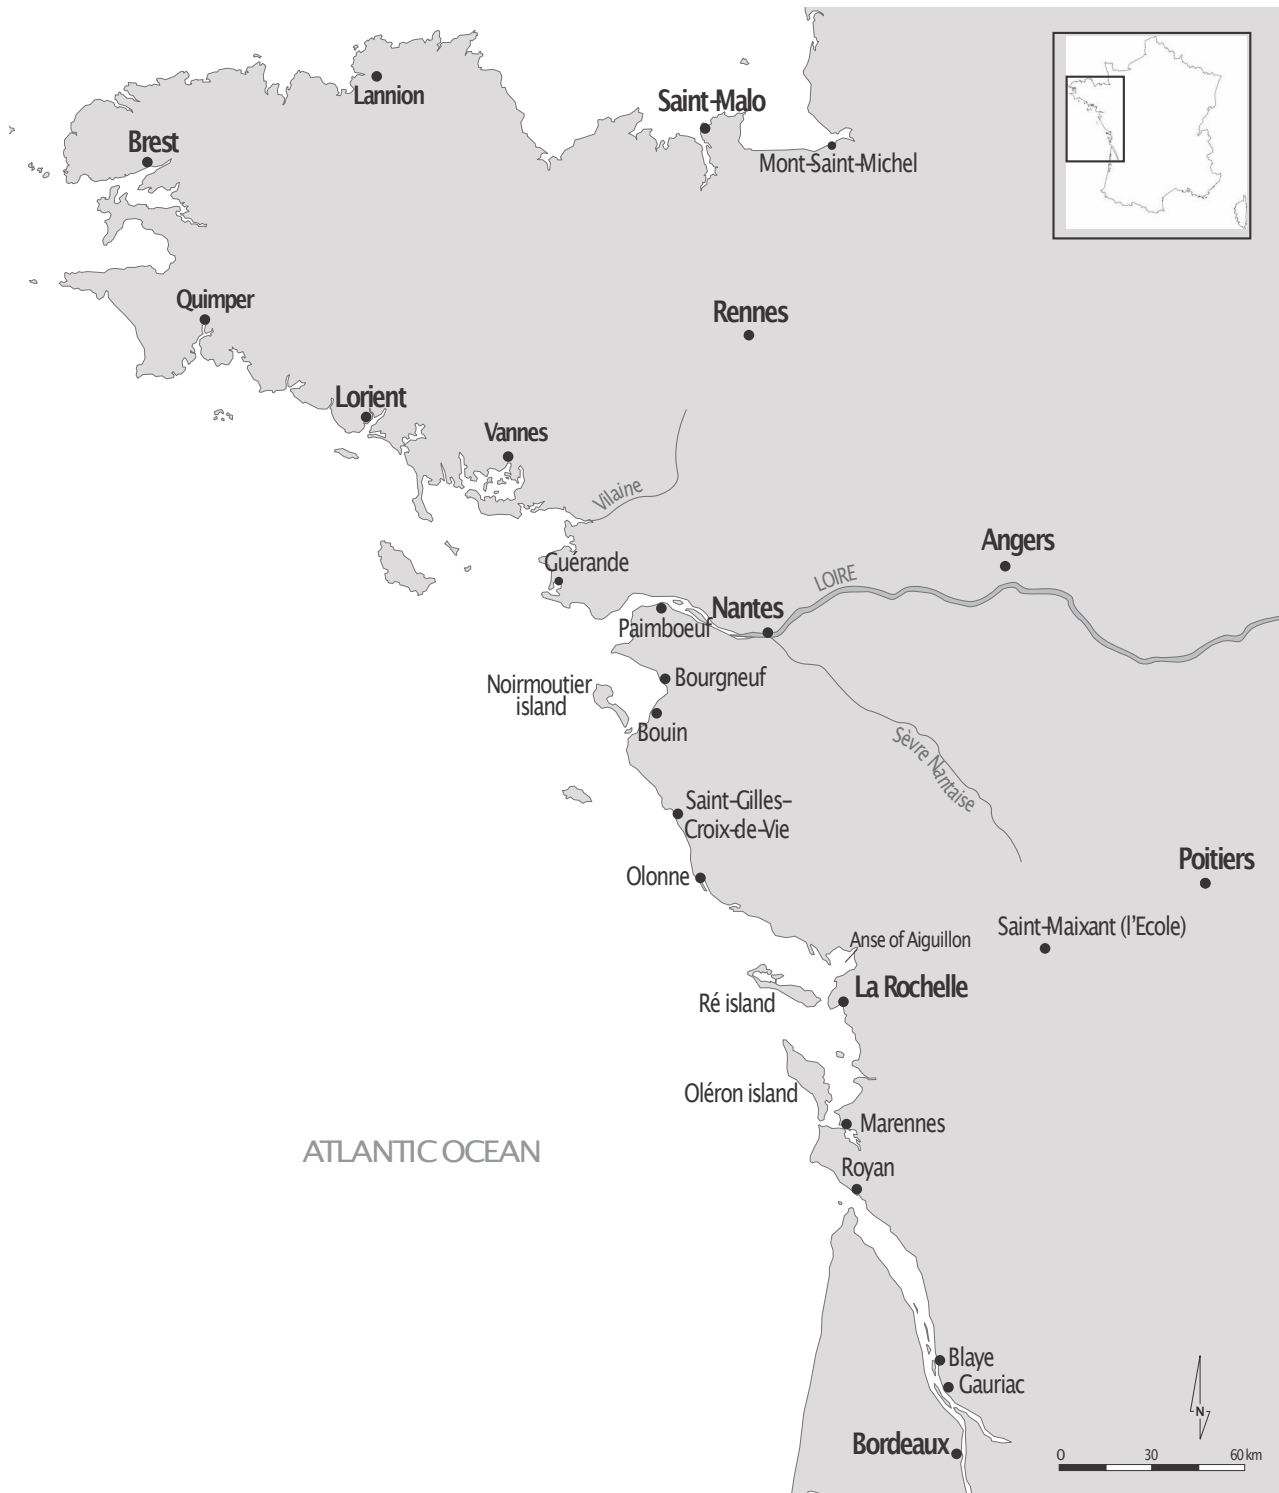 Lannion
Saint-Malo
Brest
Mont-Saint-Michel
Quimper
Rennes
Lorient
Vannes
Vilaine
Angers
Guérande
LOIRE
Nantes
Paimboeuf
Bourgneuf
Noirmoutier
island
Bouin
Sèvre Nantaise
Saint-Gilles-
Croix-de-Vie
Poitiers
Olonne
Saint-Maixant (l'Ecole)
Anse of Aiguillon
La Rochelle
Ré island
Oléron island
Marennes
ATLANTIC OCEAN
Royan
Blaye
Gauriac
N
Bordeaux
0 30 60 km